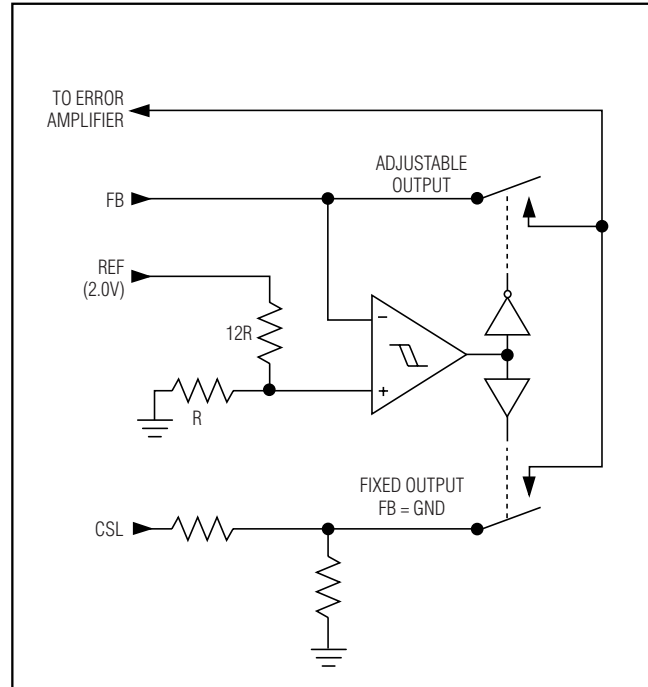 TO ERROR
AMPLIFIER
ADJUSTABLE
OUTPUT
FB
REF
(2.0V)
12R
−
+
R
FIXED OUTPUT
FB = GND
CSL